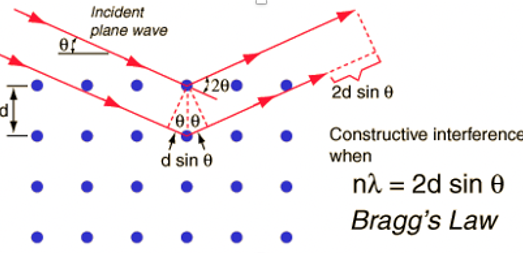 Incident
plane wave
θ
2θ
d
θ θ
d sin θ
2d sin θ
Constructive interference
when
nλ = 2d sin θ
Bragg's Law